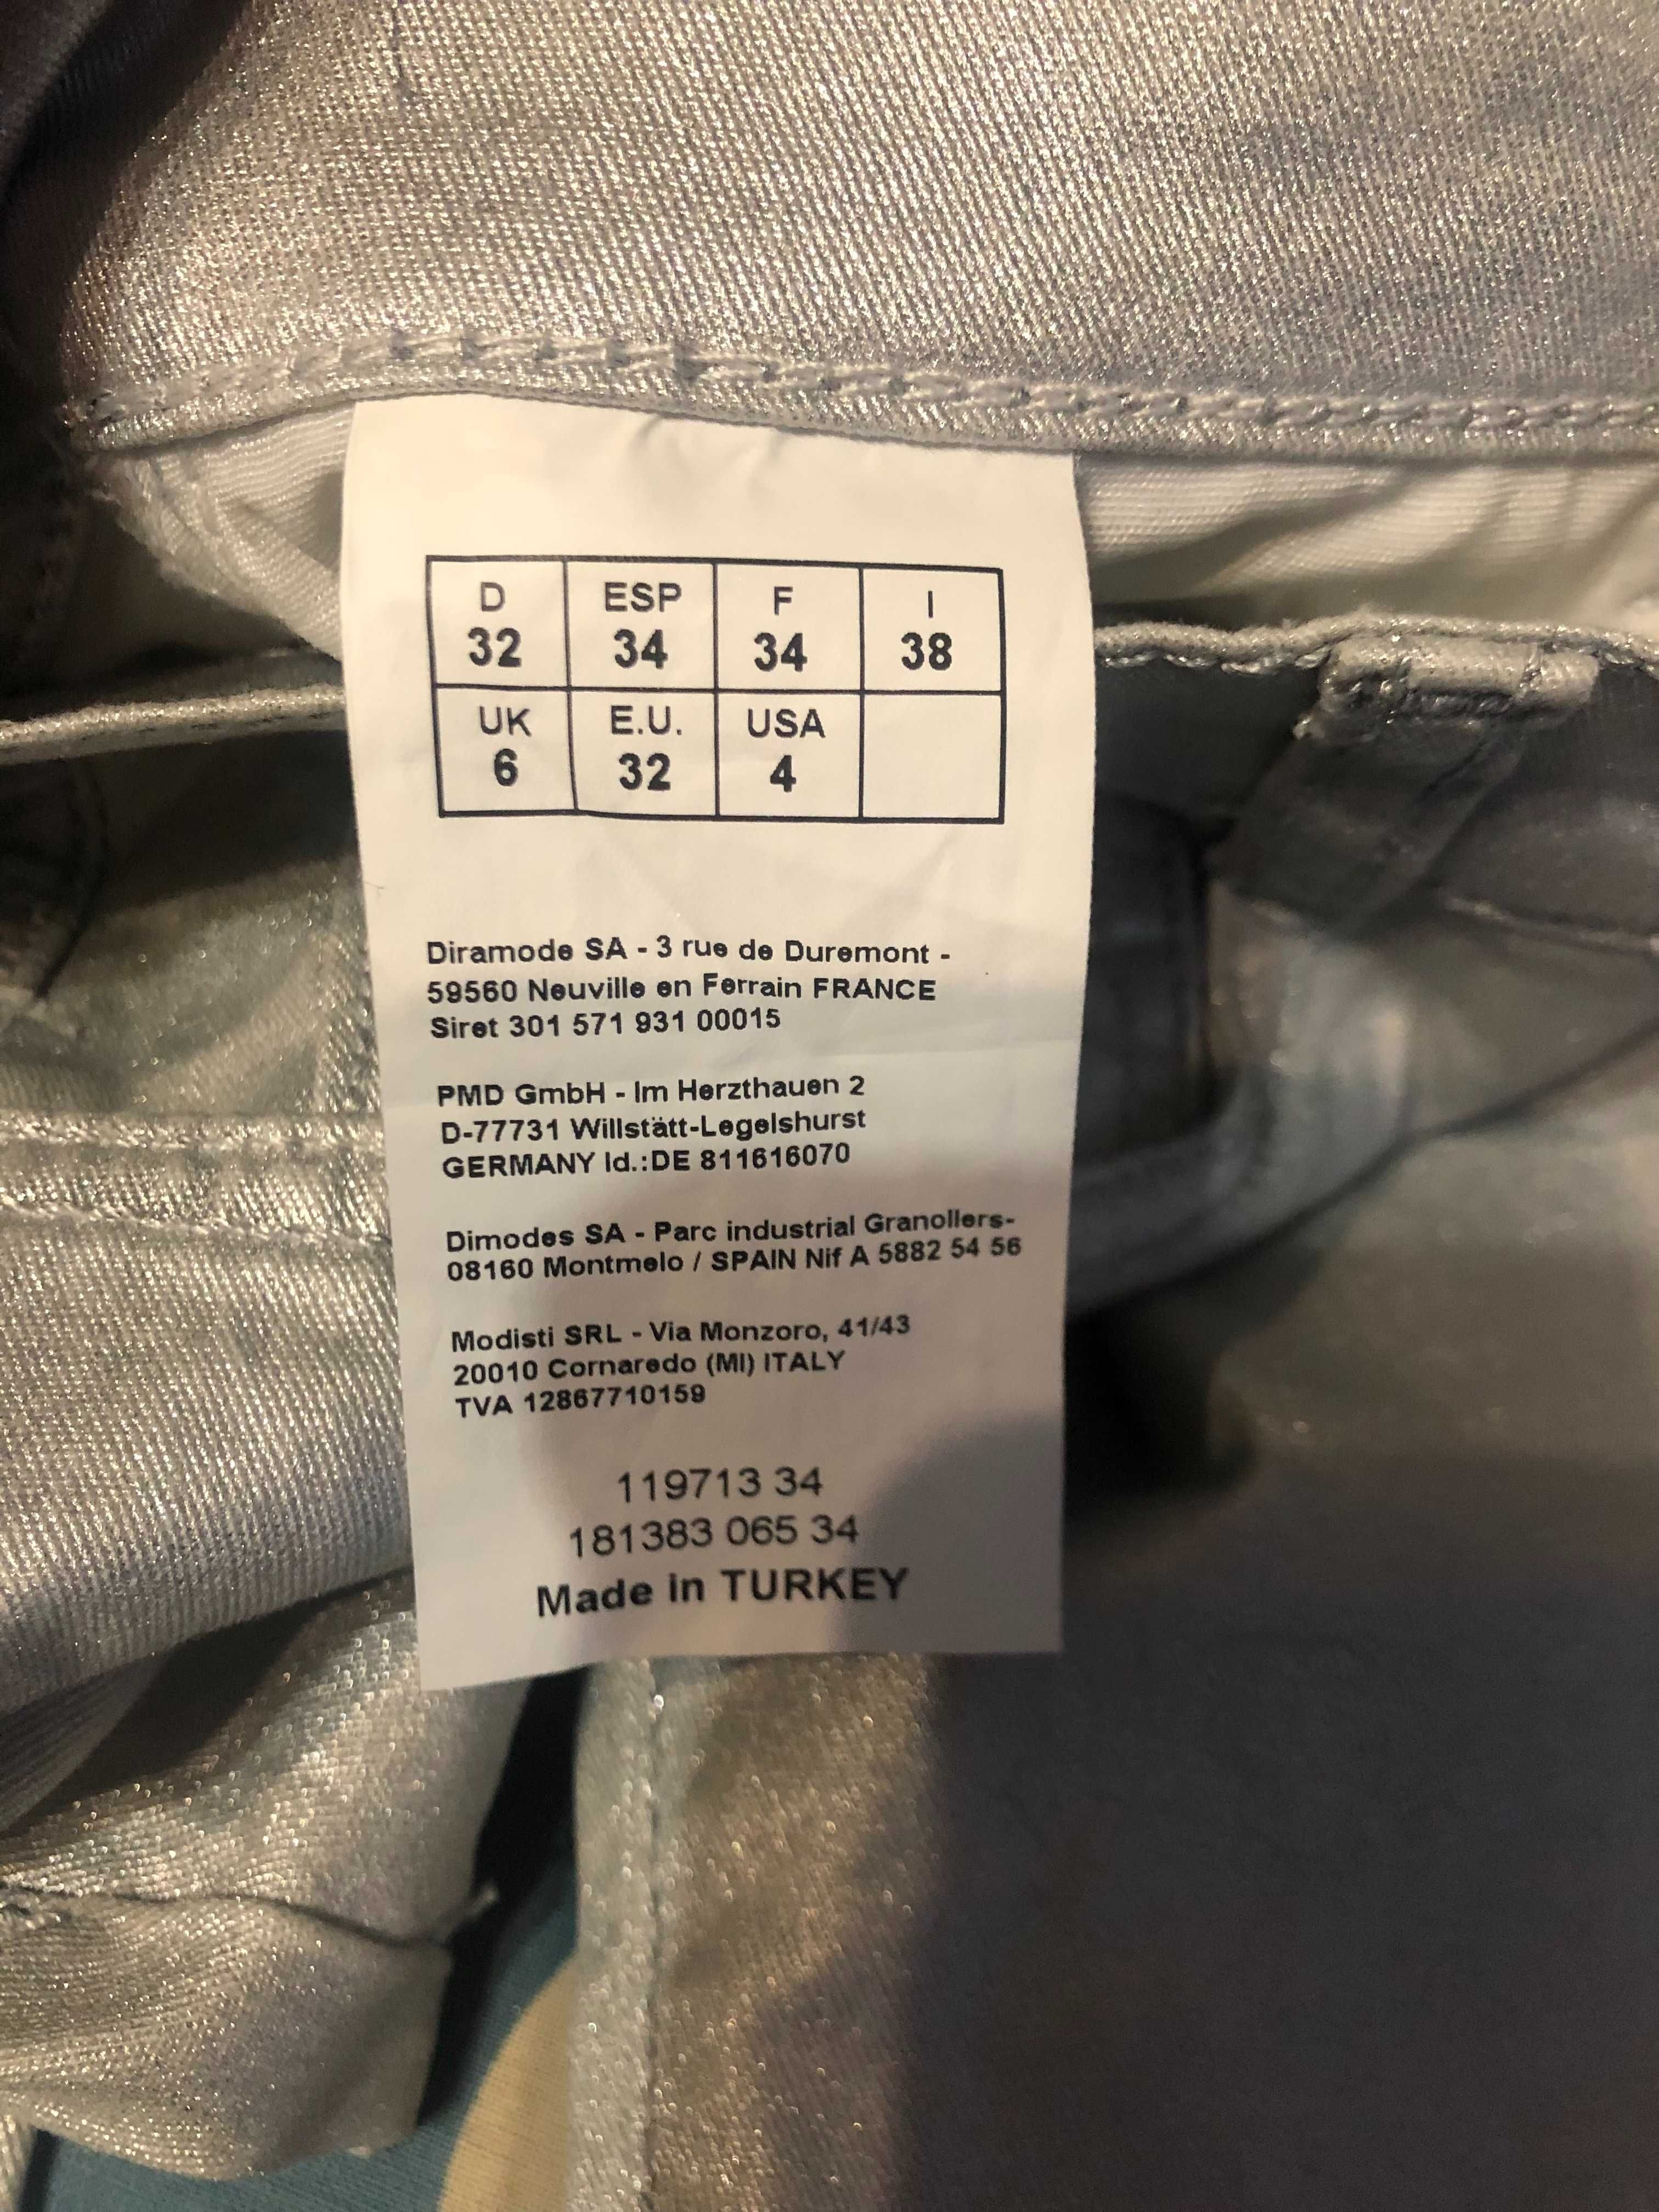 D ESP F I
32 34 34 38
UK E.U. USA
6 32 4
Diramode SA - 3 rue de Duremont -
59560 Neuville en Ferrain FRANCE
Siret 301 571 931 00015
PMD GmbH - Im Herzthauen 2
D-77731 Willstätt-Legelshurst
GERMANY Id.:DE 811616070
Dimodes SA - Parc industrial Granollers-
08160 Montmelo / SPAIN Nif A 5882 54 56
Modisti SRL - Via Monzoro, 41/43
20010 Cornaredo (MI) ITALY
TVA 12867710159
119713 34
181383 065 34
Made in TURKEY